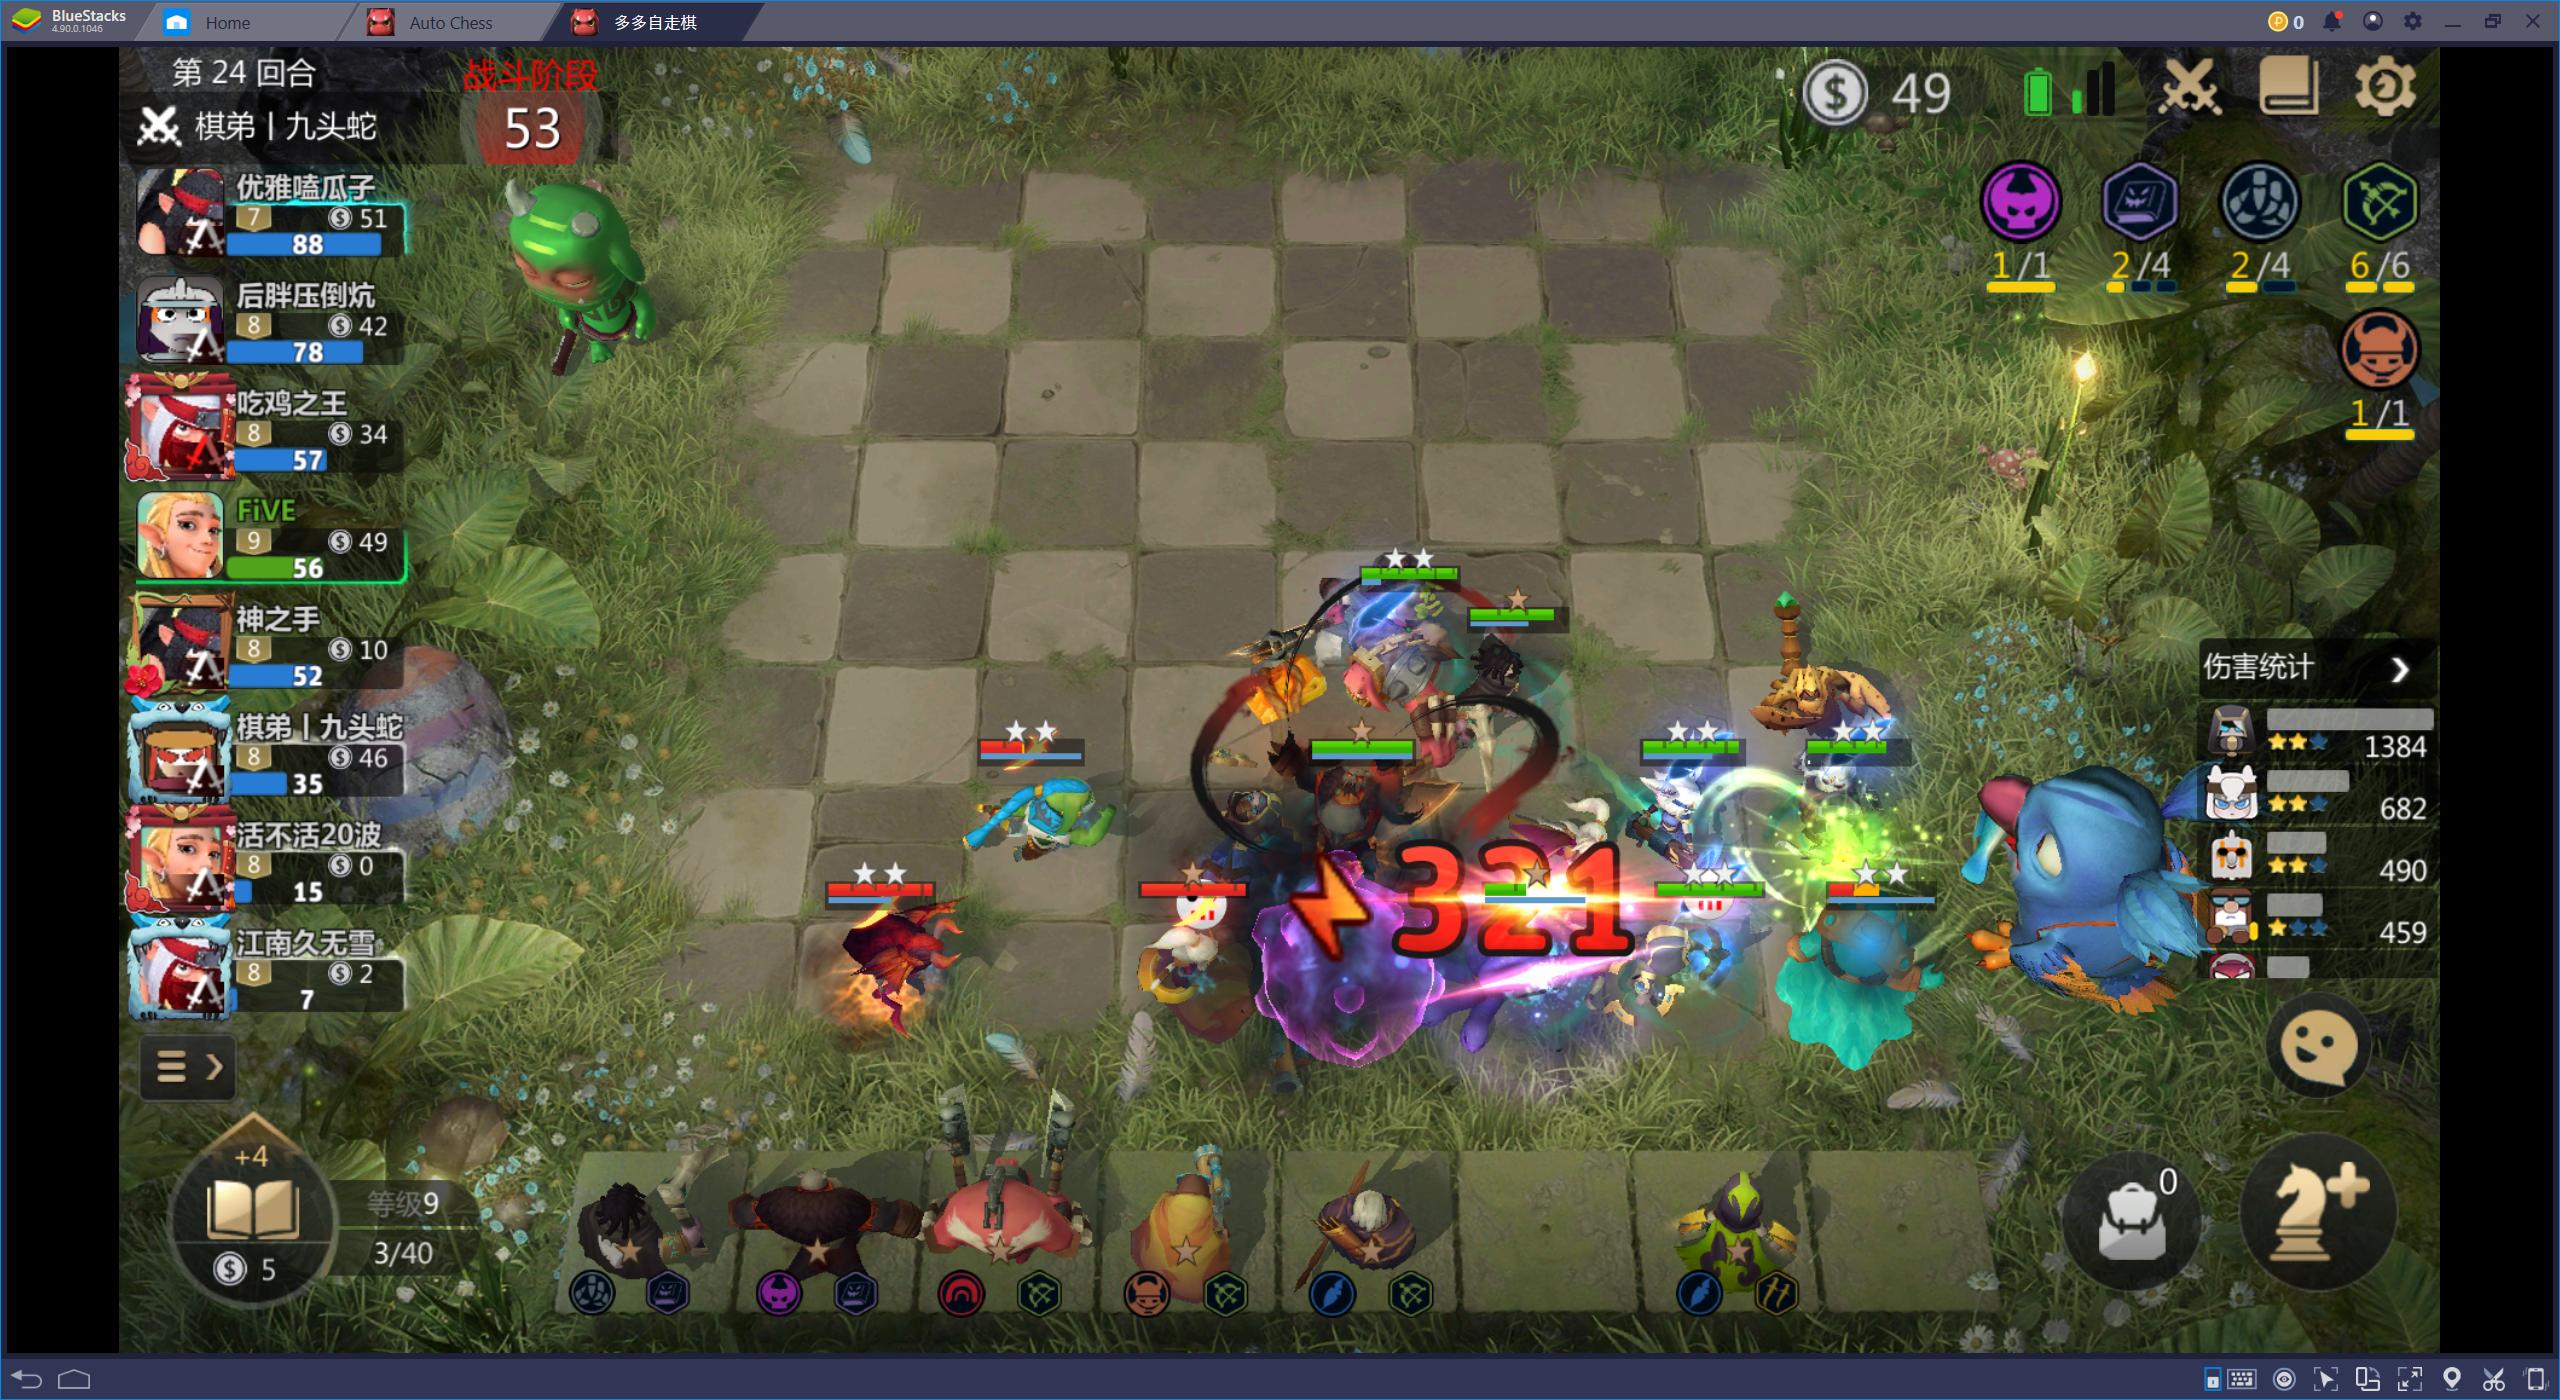 BlueStacks
4.90.0.1046
Home
Auto Chess
多多自走棋
0
第 24 回合
战斗阶段
棋弟丨九头蛇
53
49
优雅嗑瓜子
7 51
88
后胖压倒炕
8 42
78
吃鸡之王
8 34
57
FiVE
9 49
56
神之手
8 10
52
棋弟丨九头蛇
8 46
35
活不活20波
8 0
15
江南久无雪
8 2
7
1/1
2/4
2/4
6/6
1/1
伤害统计
1384
682
490
459
321
+4
5
等级9
3/40
0